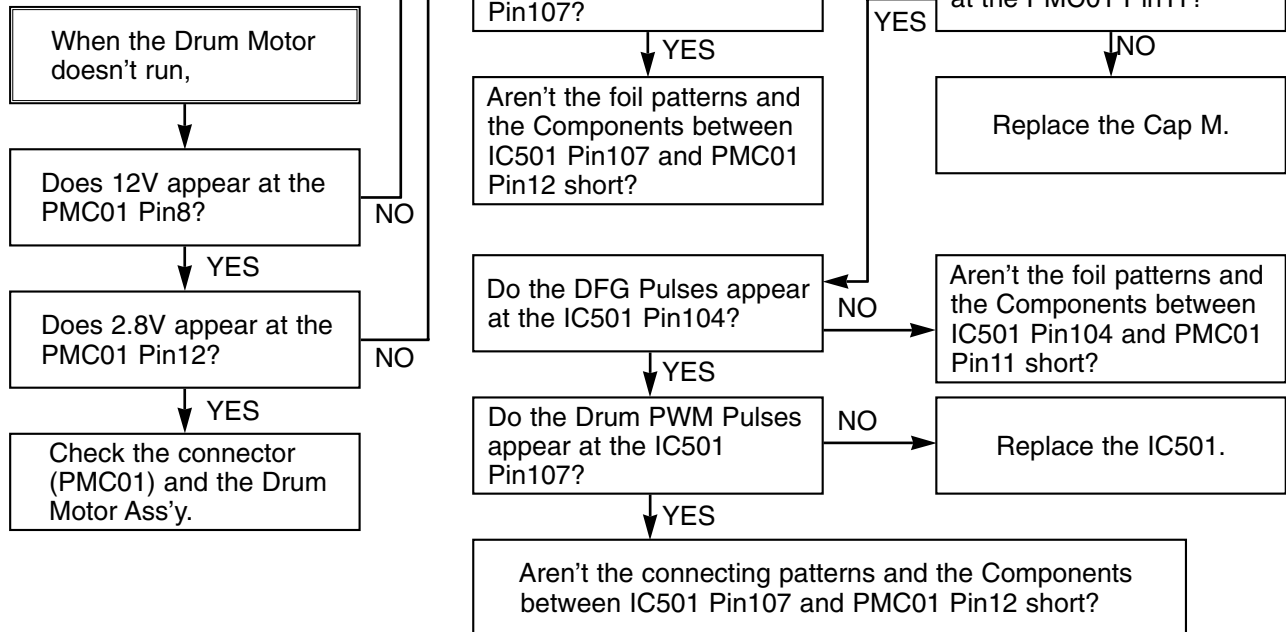 When the Drum Motor
doesn't run,
Does 12V appear at the
PMC01 Pin8?
NO
YES
Does 2.8V appear at the
PMC01 Pin12?
NO
YES
Check the connector
(PMC01) and the Drum
Motor Ass'y.
Pin107?
YES
Aren't the foil patterns and
the Components between
IC501 Pin107 and PMC01
Pin12 short?
YES
at the PMC01 Pin11?
NO
Replace the Cap M.
Do the DFG Pulses appear
at the IC501 Pin104?
NO
Aren't the foil patterns and
the Components between
IC501 Pin104 and PMC01
Pin11 short?
YES
Do the Drum PWM Pulses
appear at the IC501
Pin107?
NO
Replace the IC501.
YES
Aren't the connecting patterns and the Components
between IC501 Pin107 and PMC01 Pin12 short?